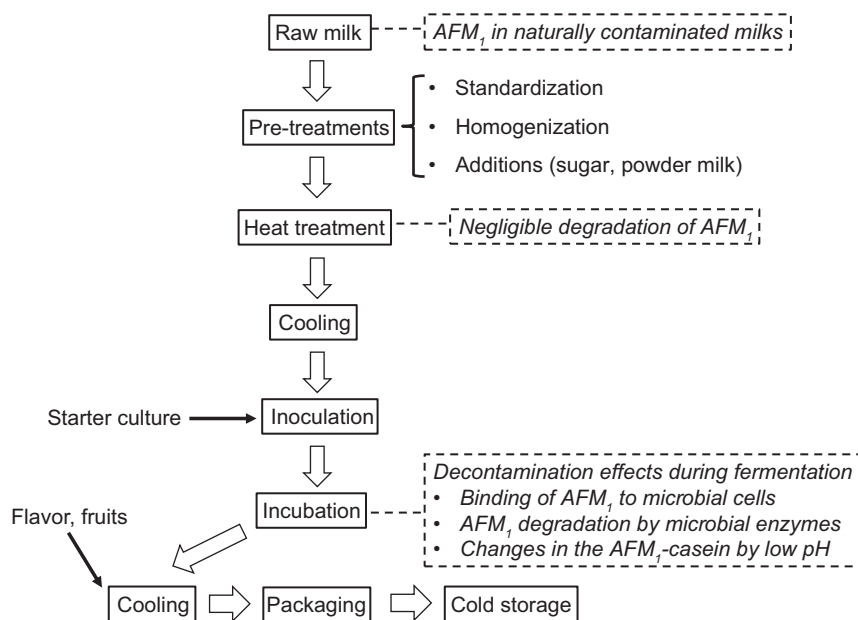 Raw milk
AFM₁ in naturally contaminated milks
Pre-treatments
• Standardization
• Homogenization
• Additions (sugar, powder milk)
Heat treatment
Negligible degradation of AFM₁
Cooling
Starter culture
Inoculation
Incubation
Decontamination effects during fermentation
• Binding of AFM₁ to microbial cells
• AFM₁ degradation by microbial enzymes
• Changes in the AFM₁-casein by low pH
Flavor, fruits
Cooling
Packaging
Cold storage